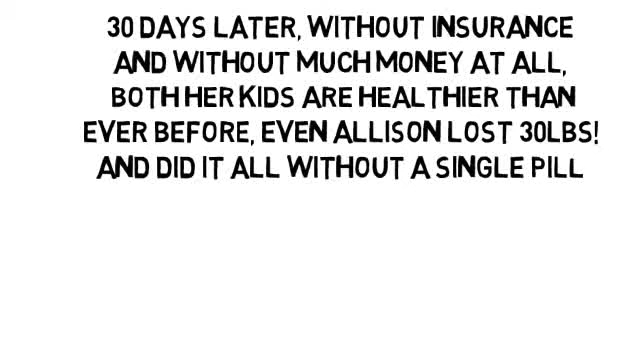 30 DAYS LATER, WITHOUT INSURANCE
AND WITHOUT MUCH MONEY AT ALL,
BOTH HER KIDS ARE HEALTHIER THAN
EVER BEFORE, EVEN ALLISON LOST 30LBS!
AND DID IT ALL WITHOUT A SINGLE PILL